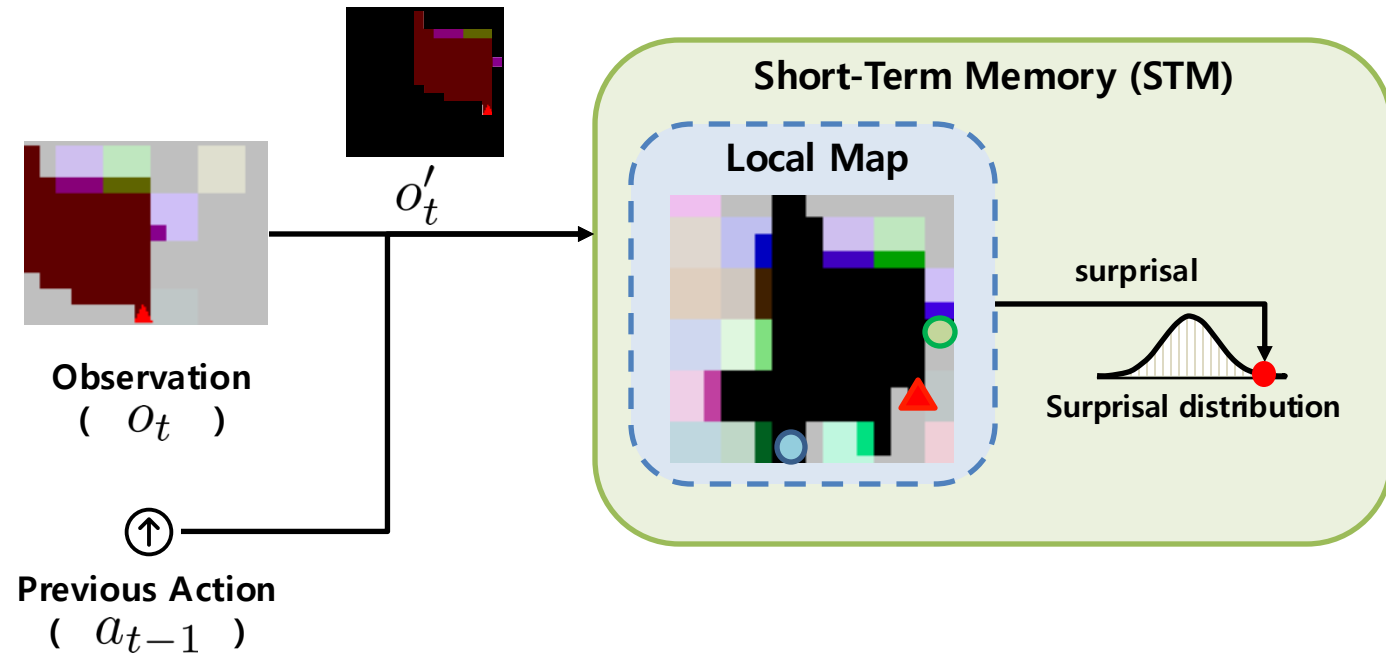 Short-Term Memory (STM)
Local Map
o′ₜ
surprisal
Surprisal distribution
Observation
( oₜ )
Previous Action
( aₜ₋₁ )